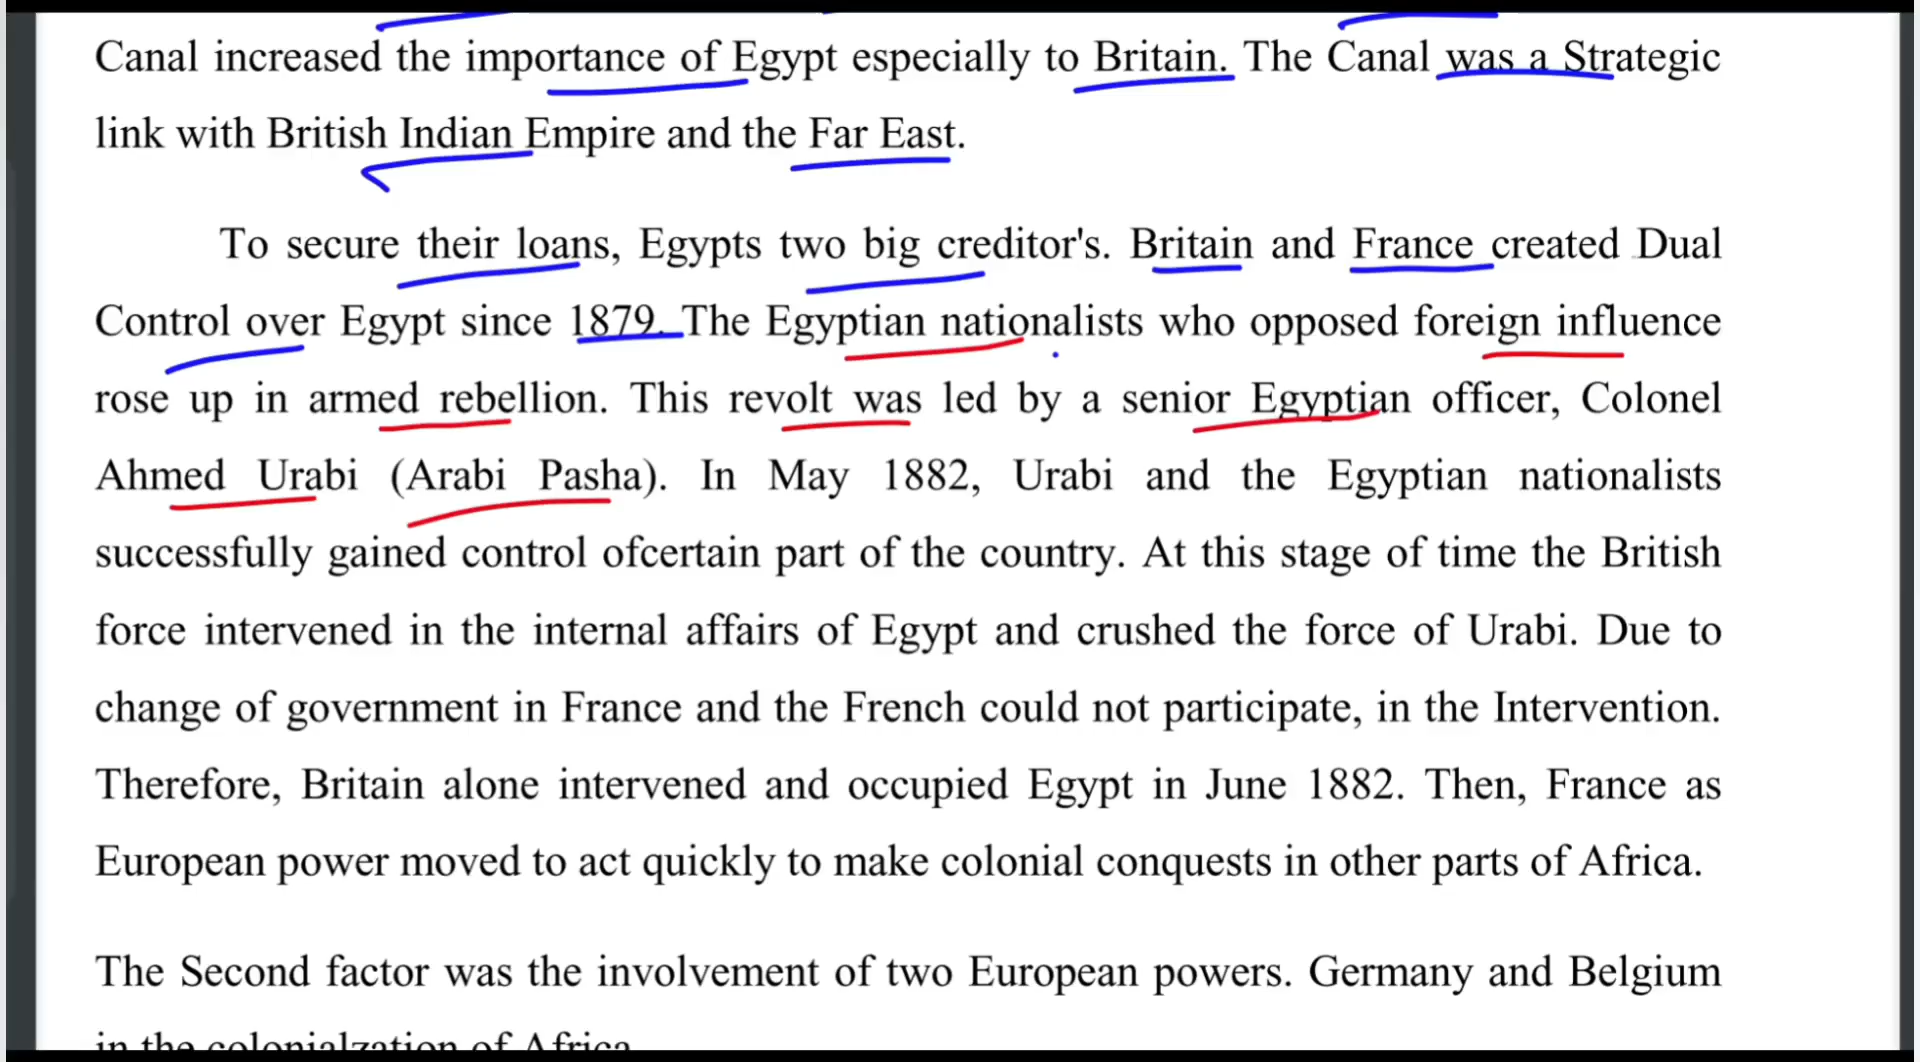 Canal increased the importance of Egypt especially to Britain. The Canal was a Strategic
link with British Indian Empire and the Far East.
To secure their loans, Egypts two big creditor's. Britain and France created Dual
Control over Egypt since 1879. The Egyptian nationalists who opposed foreign influence
rose up in armed rebellion. This revolt was led by a senior Egyptian officer, Colonel
Ahmed Urabi (Arabi Pasha). In May 1882, Urabi and the Egyptian nationalists
successfully gained control ofcertain part of the country. At this stage of time the British
force intervened in the internal affairs of Egypt and crushed the force of Urabi. Due to
change of government in France and the French could not participate, in the Intervention.
Therefore, Britain alone intervened and occupied Egypt in June 1882. Then, France as
European power moved to act quickly to make colonial conquests in other parts of Africa.
The Second factor was the involvement of two European powers. Germany and Belgium
in the colonialzation of Africa